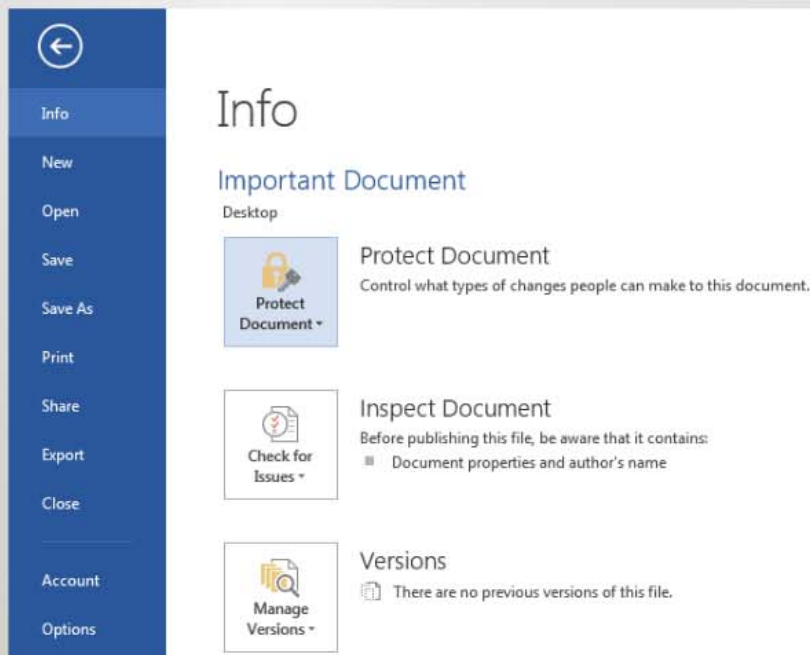 Info
New
Open
Save
Save As
Print
Share
Export
Close
Account
Options
Info
Important Document
Desktop
Protect
Document
Protect Document
Control what types of changes people can make to this document.
Check for
Issues
Inspect Document
Before publishing this file, be aware that it contains:
Document properties and author's name
Manage
Versions
Versions
There are no previous versions of this file.